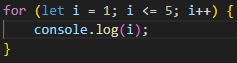 for (let i = 1; i <= 5; i++) {
    console.log(i);
}